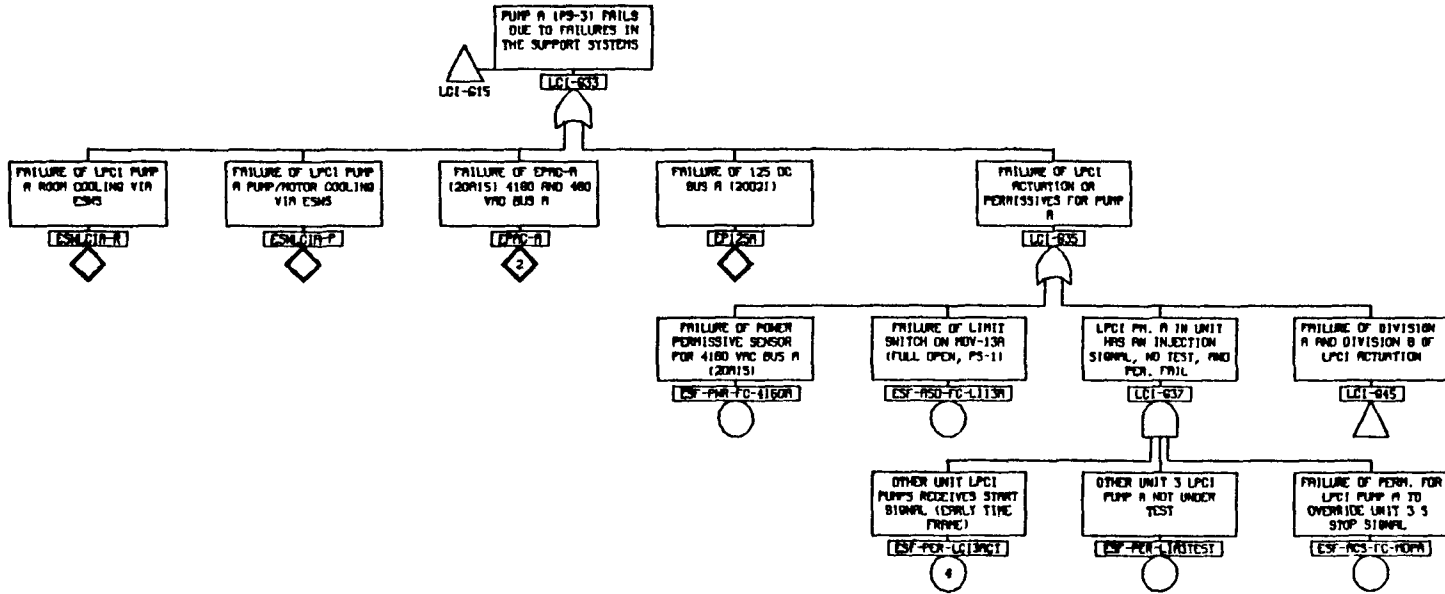 PUMP A (PS-3) FAILS
DUE TO FAILURES IN
THE SUPPORT SYSTEMS
LCI-G15
LCI-G33
FAILURE OF LPCI PUMP
A ROOM COOLING VIA
ESWS
ESWLCIA-R
FAILURE OF LPCI PUMP
A PUMP/MOTOR COOLING
VIA ESWS
ESWLCIA-P
FAILURE OF EPAC-A
(20A15) 4160 AND 480
VAC BUS A
EPAC-A
2
FAILURE OF 125 DC
BUS A (20D21)
EP125A
FAILURE OF LPCI
ACTUATION OR
PERMISSIVES FOR PUMP
A
LCI-G35
FAILURE OF POWER
PERMISSIVE SENSOR
FOR 4160 VAC BUS A
(20A15)
ESF-PWR-FC-4160A
FAILURE OF LIMIT
SWITCH ON MOV-13A
(FULL OPEN, PS-1)
ESF-ASD-FC-LI13A
LPCI PM. A IN UNIT
HAS AN INJECTION
SIGNAL, NO TEST, AND
PER. FAIL
LCI-G37
FAILURE OF DIVISION
A AND DIVISION B OF
LPCI ACTUATION
LCI-G45
OTHER UNIT LPCI
PUMPS RECEIVES START
SIGNAL (EARLY TIME
FRAME)
ESF-PER-LCI3ACT
4
OTHER UNIT 3 LPCI
PUMP A NOT UNDER
TEST
ESF-PER-LIA3TEST
FAILURE OF PERM. FOR
LPCI PUMP A TO
OVERRIDE UNIT 3 S
STOP SIGNAL
ESF-ACS-FC-MDPA